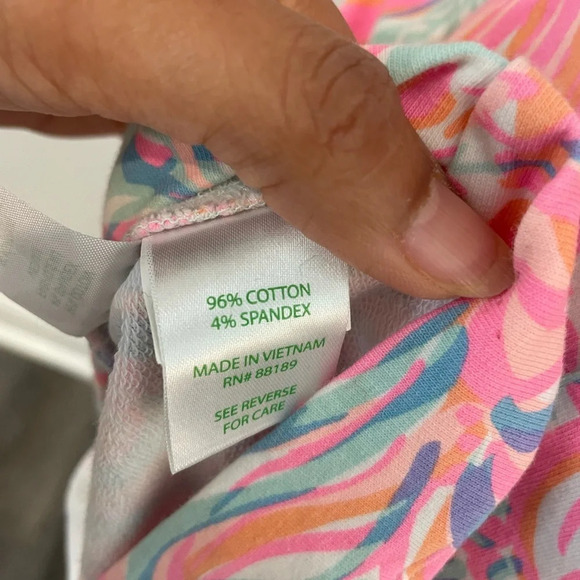 96% COTTON
4% SPANDEX
MADE IN VIETNAM
RN# 88189
SEE REVERSE
FOR CARE